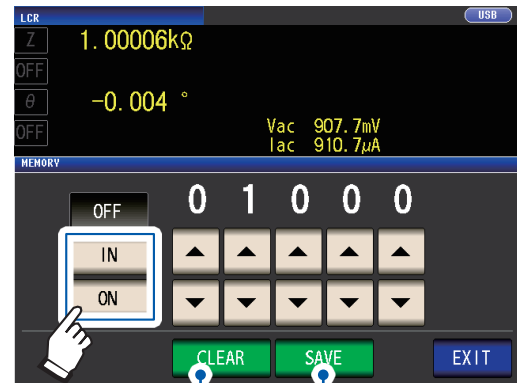 LCR USB
Z 1.00006kΩ
OFF
θ -0.004 °
OFF Vac 907.7mV
Iac 910.7μA
MEMORY
OFF 0 1 0 0 0
IN
ON
CLEAR SAVE EXIT